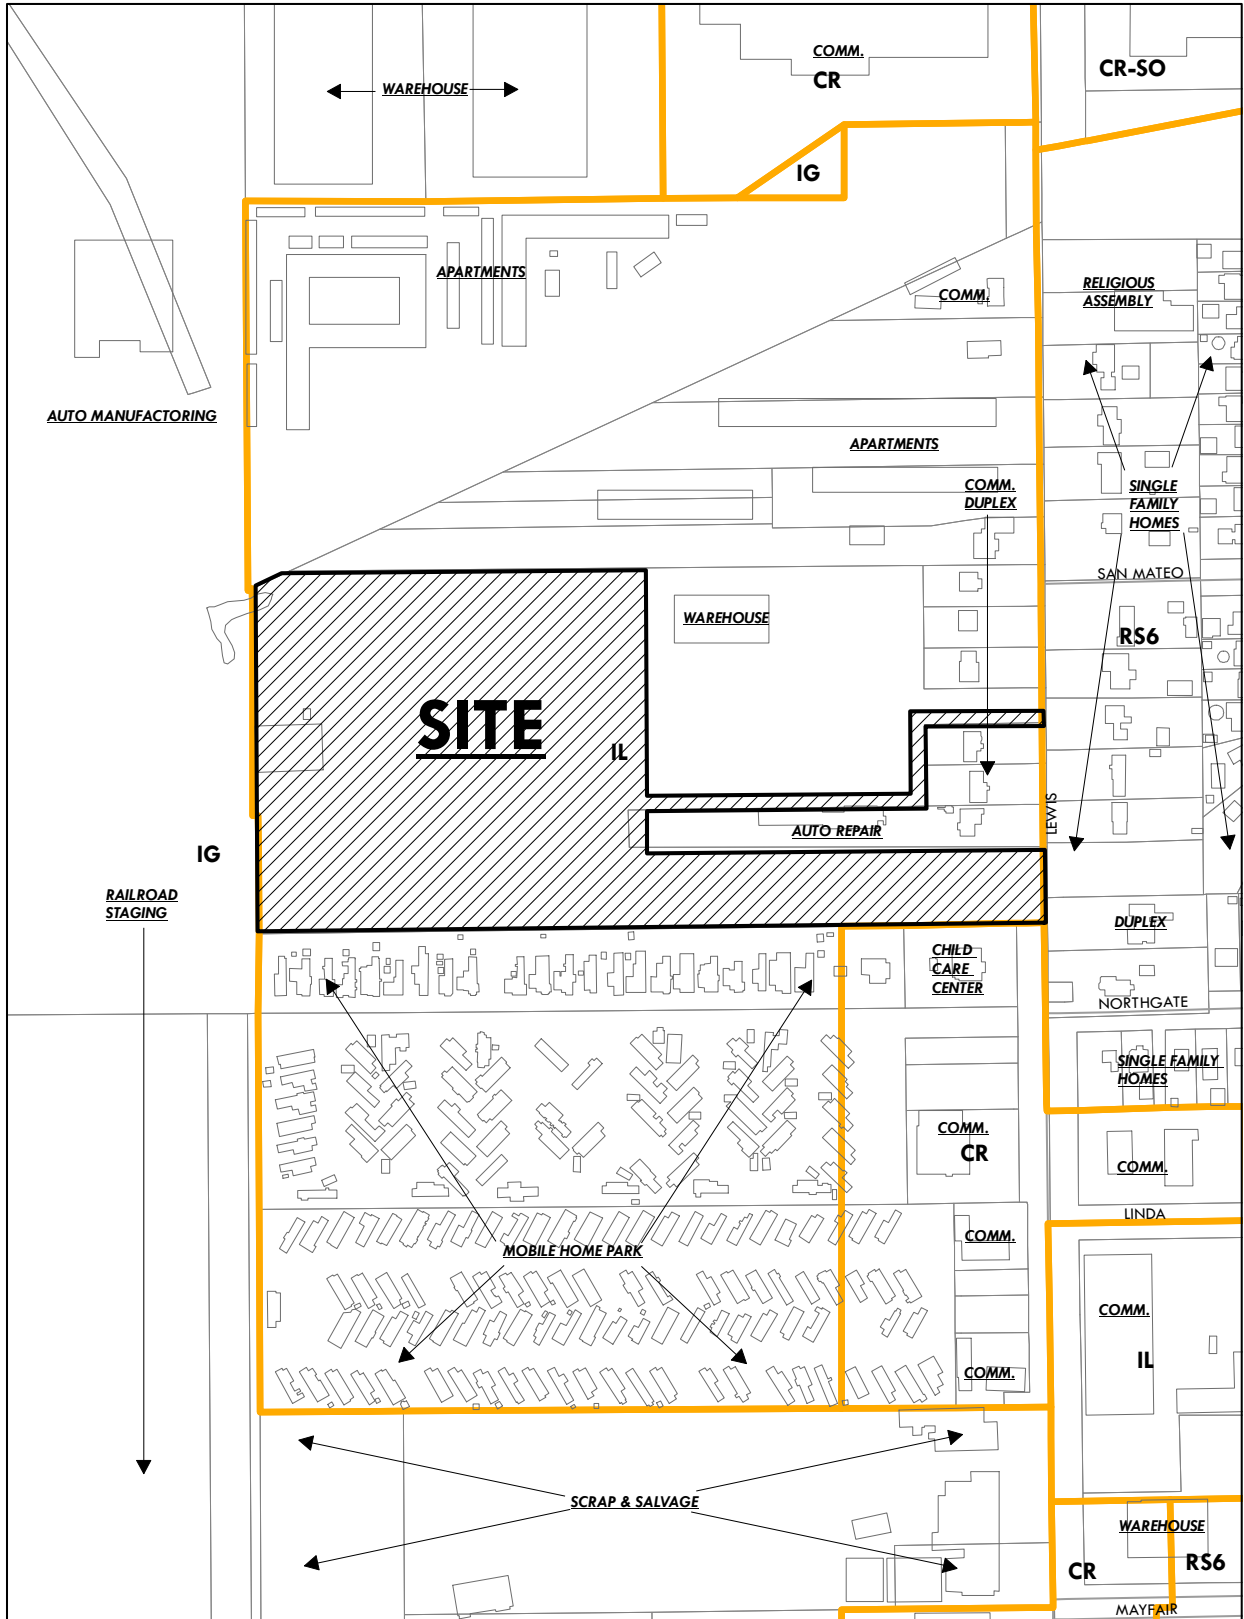 COMM.
CR
CR-SO
WAREHOUSE
IG
APARTMENTS
COMM.
RELIGIOUS
ASSEMBLY
AUTO MANUFACTORING
APARTMENTS
COMM.
DUPLEX
SINGLE
FAMILY
HOMES
SAN MATEO
WAREHOUSE
RS6
SITE
IL
LEWIS
AUTO REPAIR
IG
RAILROAD
STAGING
DUPLEX
CHILD
CARE
CENTER
NORTHGATE
SINGLE FAMILY
HOMES
COMM.
CR
COMM.
LINDA
COMM.
MOBILE HOME PARK
COMM.
IL
COMM.
SCRAP & SALVAGE
WAREHOUSE
CR
RS6
MAYFAIR